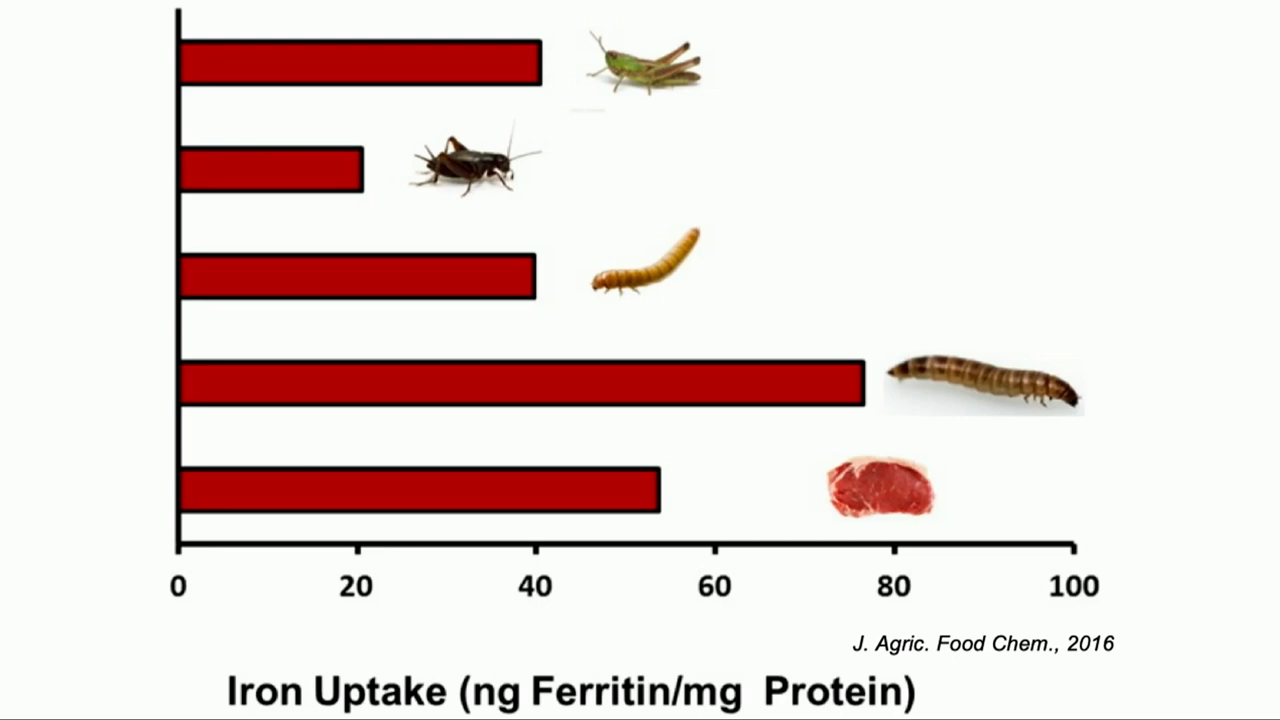 0 20 40 60 80 100
J. Agric. Food Chem., 2016
Iron Uptake (ng Ferritin/mg Protein)